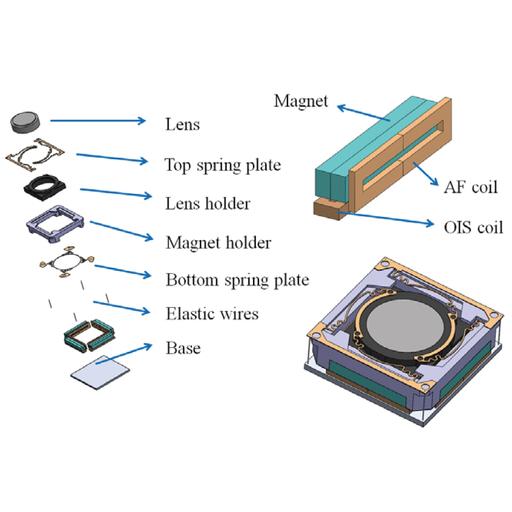 Lens
Top spring plate
Lens holder
Magnet holder
Bottom spring plate
Elastic wires
Base
Magnet
AF coil
OIS coil